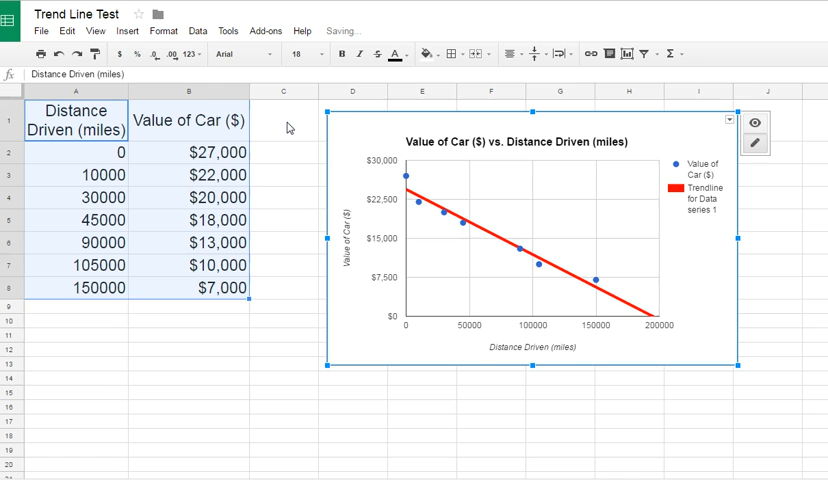 Trend Line Test
File Edit View Insert Format Data Tools Add-ons Help Saving...
$ % .0 .00 123 Arial 18 B I S A Σ
fx Distance Driven (miles)
A B C D E F G H I J
1 Distance Driven (miles) Value of Car ($)
2 0 $27,000
3 10000 $22,000
4 30000 $20,000
5 45000 $18,000
6 90000 $13,000
7 105000 $10,000
8 150000 $7,000
9
10
11
12
13
14
15
16
17
18
19
20
Value of Car ($) vs. Distance Driven (miles)
$30,000
$22,500
$15,000
$7,500
$0
Value of Car ($)
0 50000 100000 150000 200000
Distance Driven (miles)
Value of
Car ($)
Trendline
for Data
series 1